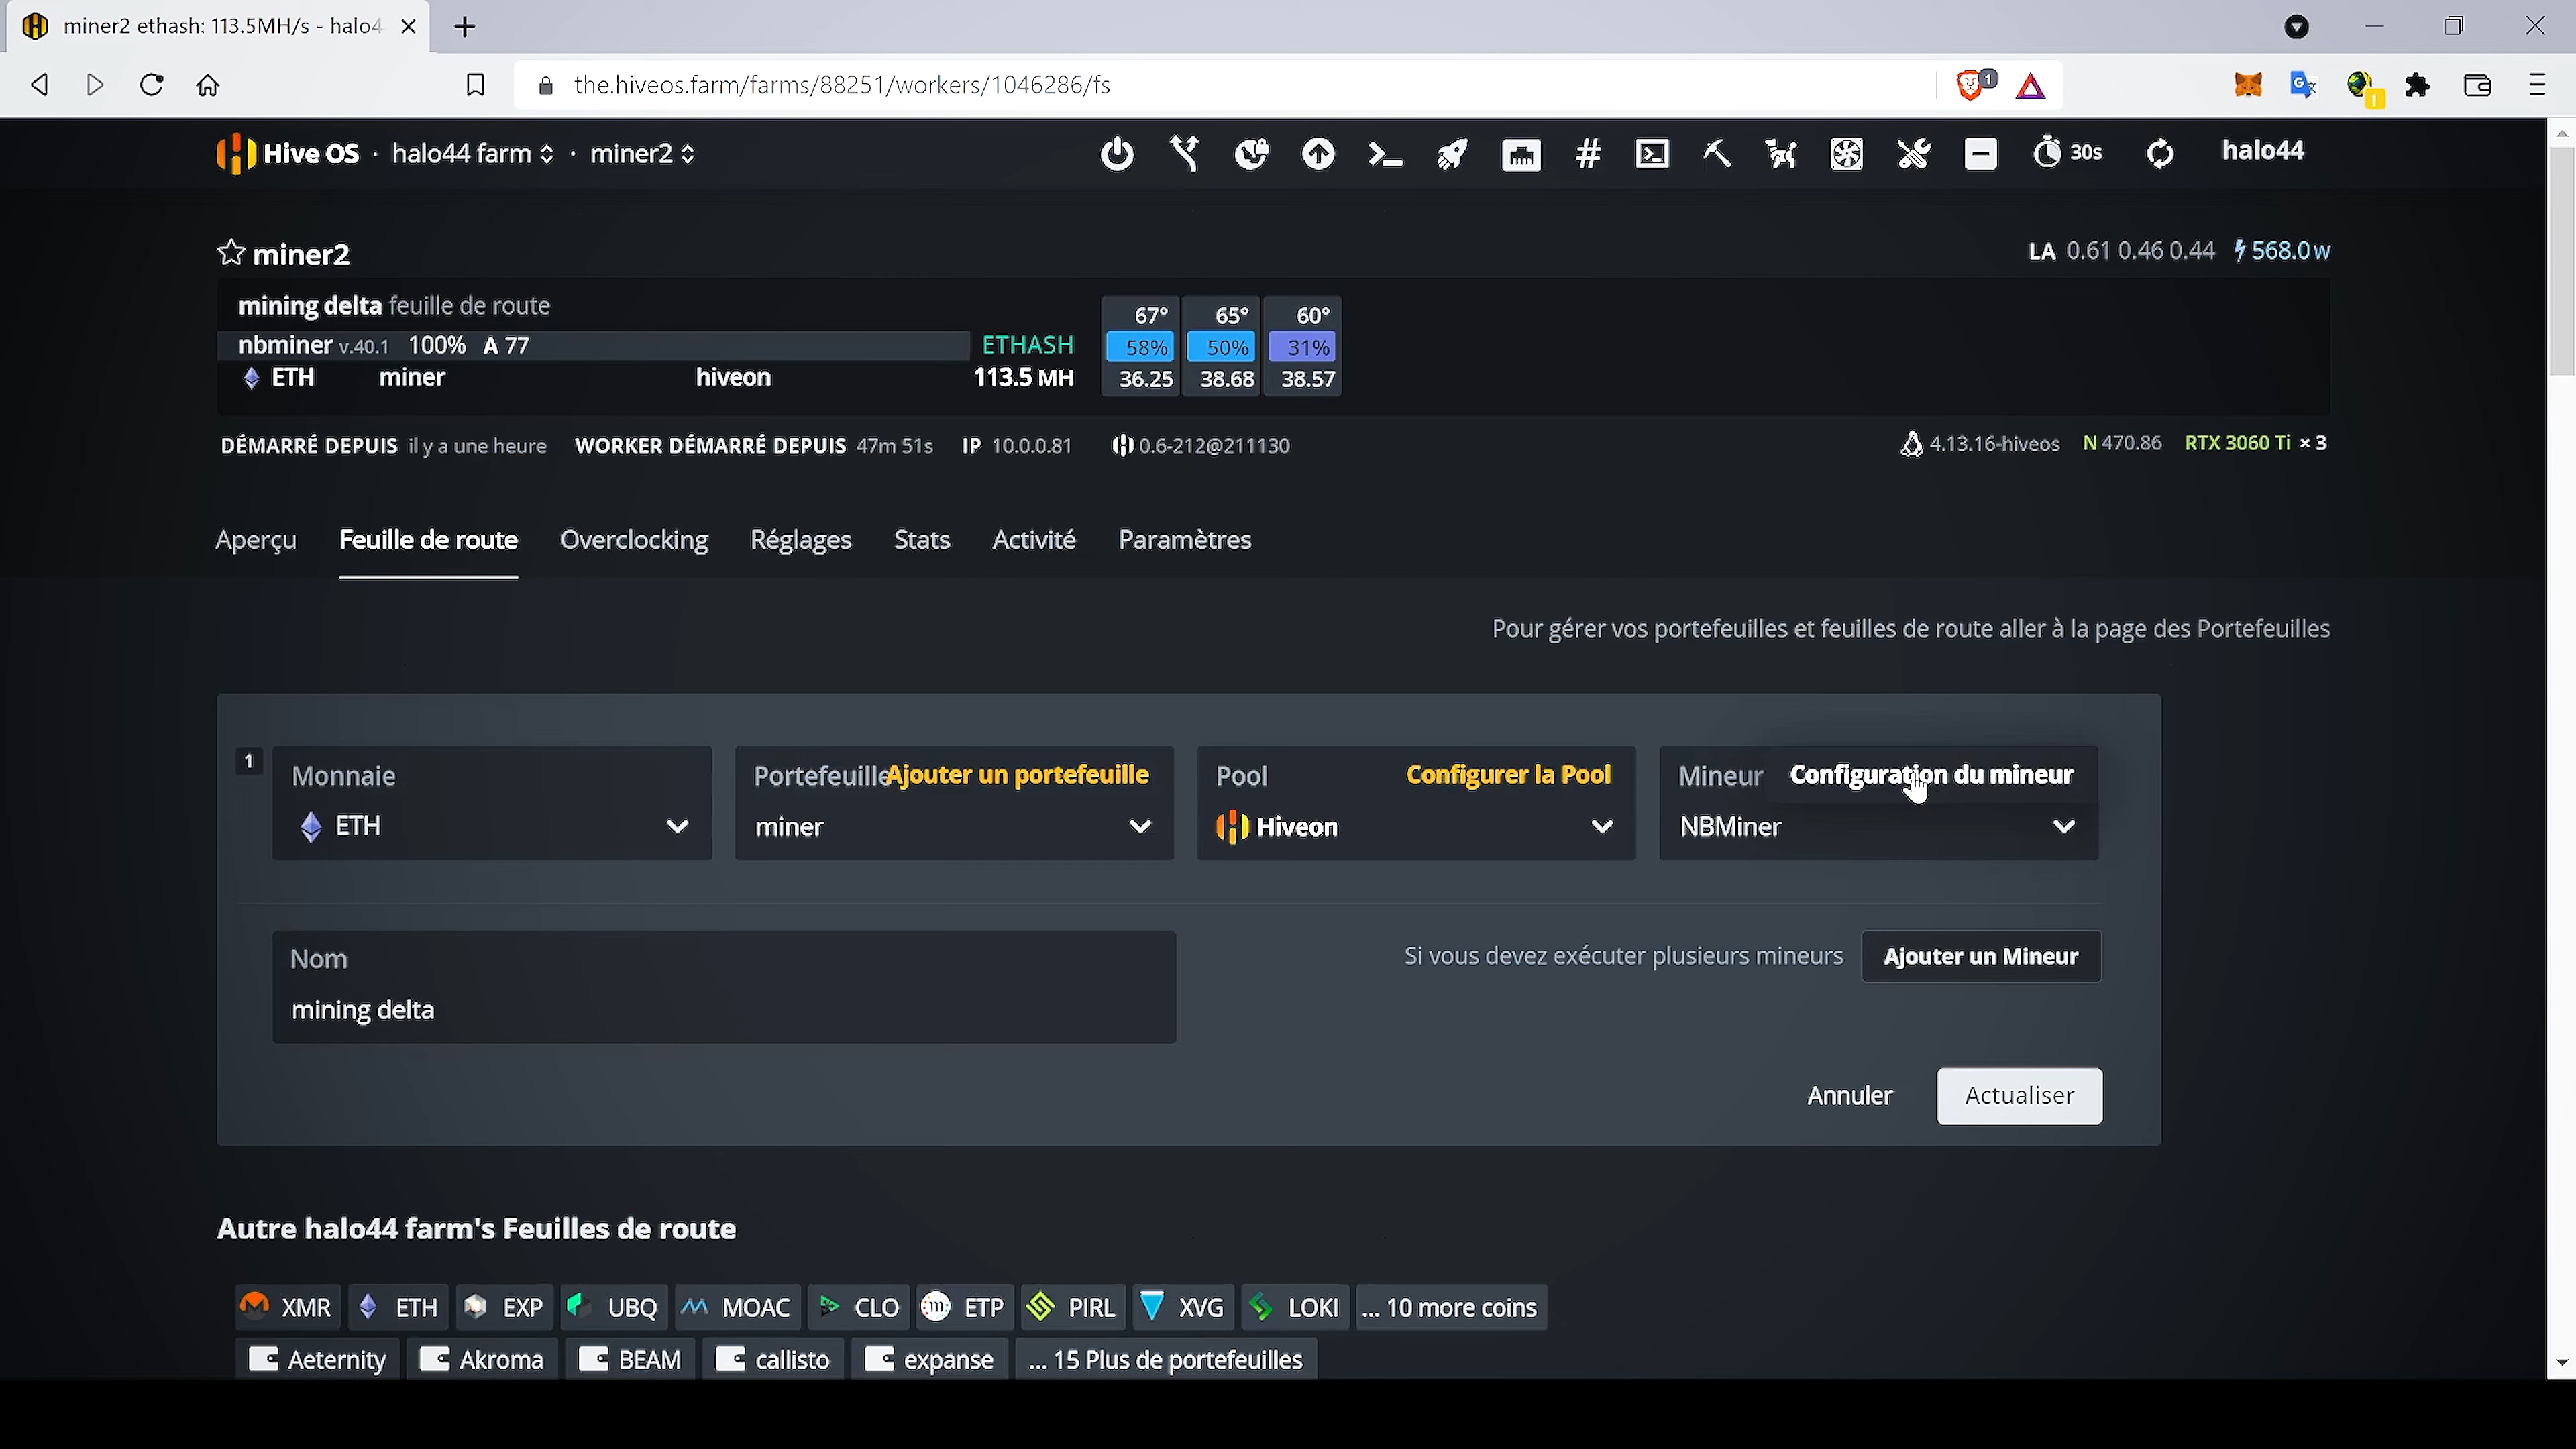 miner2 ethash: 113.5MH/s - halo4
the.hiveos.farm/farms/88251/workers/1046286/fs
1
Hive OS · halo44 farm · miner2
30s
halo44
miner2
LA 0.61 0.46 0.44 568.0 W
mining delta feuille de route
67° 65° 60°
nbminer v.40.1 100% A 77 ETHASH
58% 50% 31%
ETH miner hiveon 113.5 MH
36.25 38.68 38.57
DÉMARRÉ DEPUIS il y a une heure WORKER DÉMARRÉ DEPUIS 47m 51s IP 10.0.0.81 0.6-212@211130
4.13.16-hiveos N 470.86 RTX 3060 Ti × 3
Aperçu Feuille de route Overclocking Réglages Stats Activité Paramètres
Pour gérer vos portefeuilles et feuilles de route aller à la page des Portefeuilles
1
Monnaie
ETH
Portefeuille Ajouter un portefeuille
miner
Pool Configurer la Pool
Hiveon
Mineur Configuration du mineur
NBMiner
Nom
mining delta
Si vous devez exécuter plusieurs mineurs Ajouter un Mineur
Annuler Actualiser
Autre halo44 farm's Feuilles de route
XMR ETH EXP UBQ MOAC CLO ETP PIRL XVG LOKI ... 10 more coins
Aeternity Akroma BEAM callisto expanse ... 15 Plus de portefeuilles